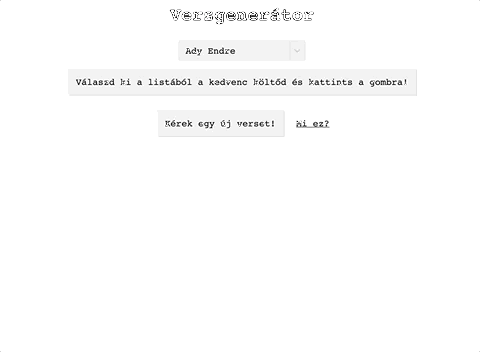 Versgenerátor
Ady Endre
Válaszd ki a listából a kedvenc költőd és kattints a gombra!
Kérek egy új verset! Mi ez?